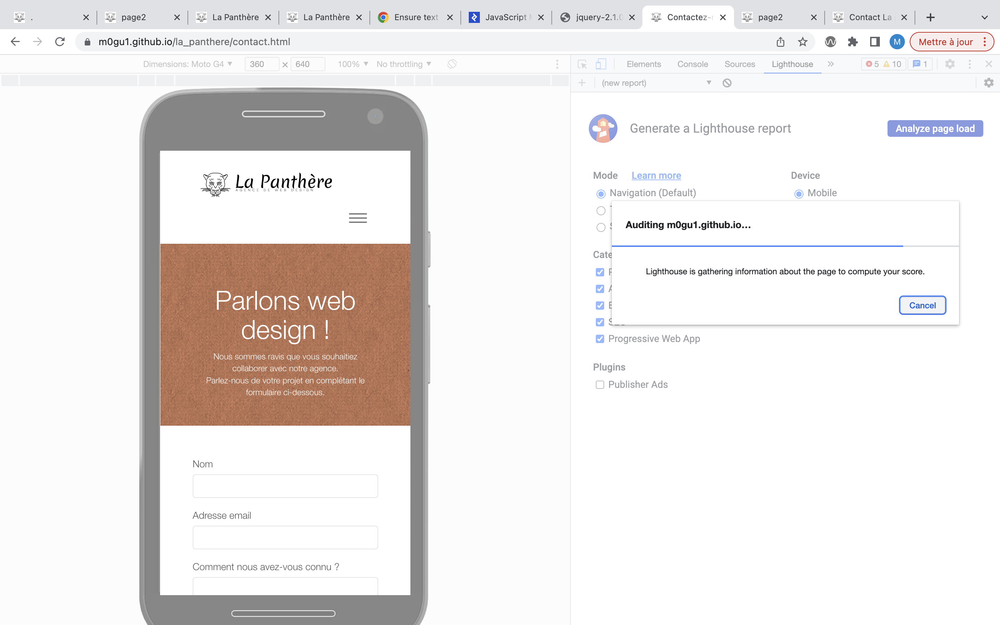 .
page2
La Panthère
La Panthère
Ensure text
JavaScript
jquery-2.1.0
Contactez-
page2
Contact La
m0gu1.github.io/la_panthere/contact.html
M
Mettre à jour
Dimensions: Moto G4
360
×
640
100%
No throttling
Elements
Console
Sources
Lighthouse
5
10
1
(new report)
Generate a Lighthouse report
Analyze page load
Mode
Learn more
Device
Navigation (Default)
Mobile
Auditing m0gu1.github.io...
Lighthouse is gathering information about the page to compute your score.
Cancel
Progressive Web App
Plugins
Publisher Ads
La Panthère
AGENCE DE WEB DESIGN
Parlons web
design !
Nous sommes ravis que vous souhaitiez
collaborer avec notre agence.
Parlez-nous de votre projet en complétant le
formulaire ci-dessous.
Nom
Adresse email
Comment nous avez-vous connu ?